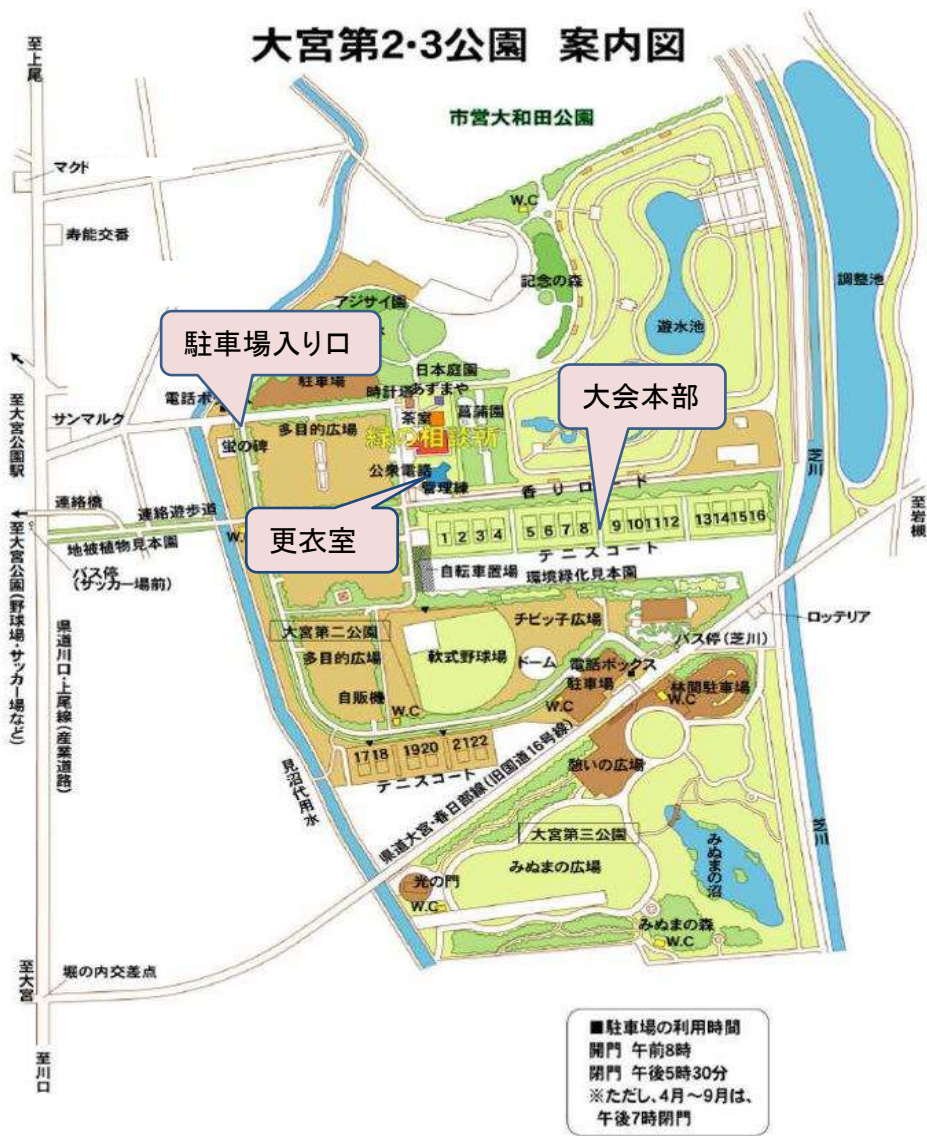 大宮第2・3公園 案内図
至上尾
市営大和田公園
マクド
W.C
寿能交番
記念の森
調整池
アジサイ園
遊水池
駐車場入り口
日本庭園
駐車場
時計塔
あずまや
大会本部
至大宮公園駅
サンマルク
茶室
菖蒲園
多目的広場
蛍の碑
緑の相談所
芝川
公衆電話
管理棟
香りロード
連絡橋
連絡遊歩道
更衣室
1 2 3 4
5 6 7 8
9 10 11 12
13 14 15 16
至岩槻
地被植物見本園
テニスコート
バス停
(サッカー場前)
自転車置場
環境緑化見本園
至大宮公園(野球場・サッカー場など)
県道川口・上尾線(産業道路)
チビッ子広場
ロッテリア
大宮第二公園
バス停(芝川)
多目的広場
軟式野球場
ドーム
電話ボックス
駐車場
林間駐車場
自販機
W.C
W.C
W.C
17 18
19 20
21 22
テニスコート
憩いの広場
見沼代用水
県道大宮・春日部線(旧国道16号線)
大宮第三公園
芝川
みぬまの広場
みぬまの沼
光の門
W.C
みぬまの森
W.C
至大宮
堀の内交差点
至川口
■駐車場の利用時間
開門 午前8時
閉門 午後5時30分
※ただし、4月〜9月は、
午後7時閉門